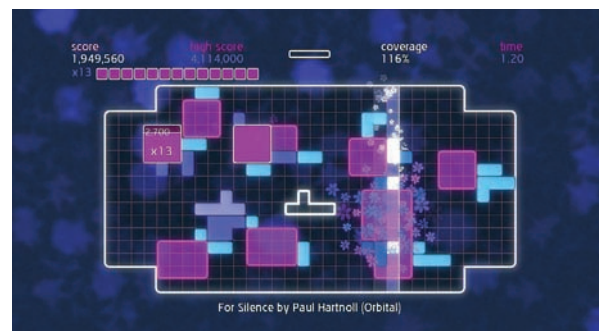 score
1,949,560
x13
high score
4,114,000
coverage
116%
time
1.20
2,700
x13
For Silence by Paul Hartnoll (Orbital)